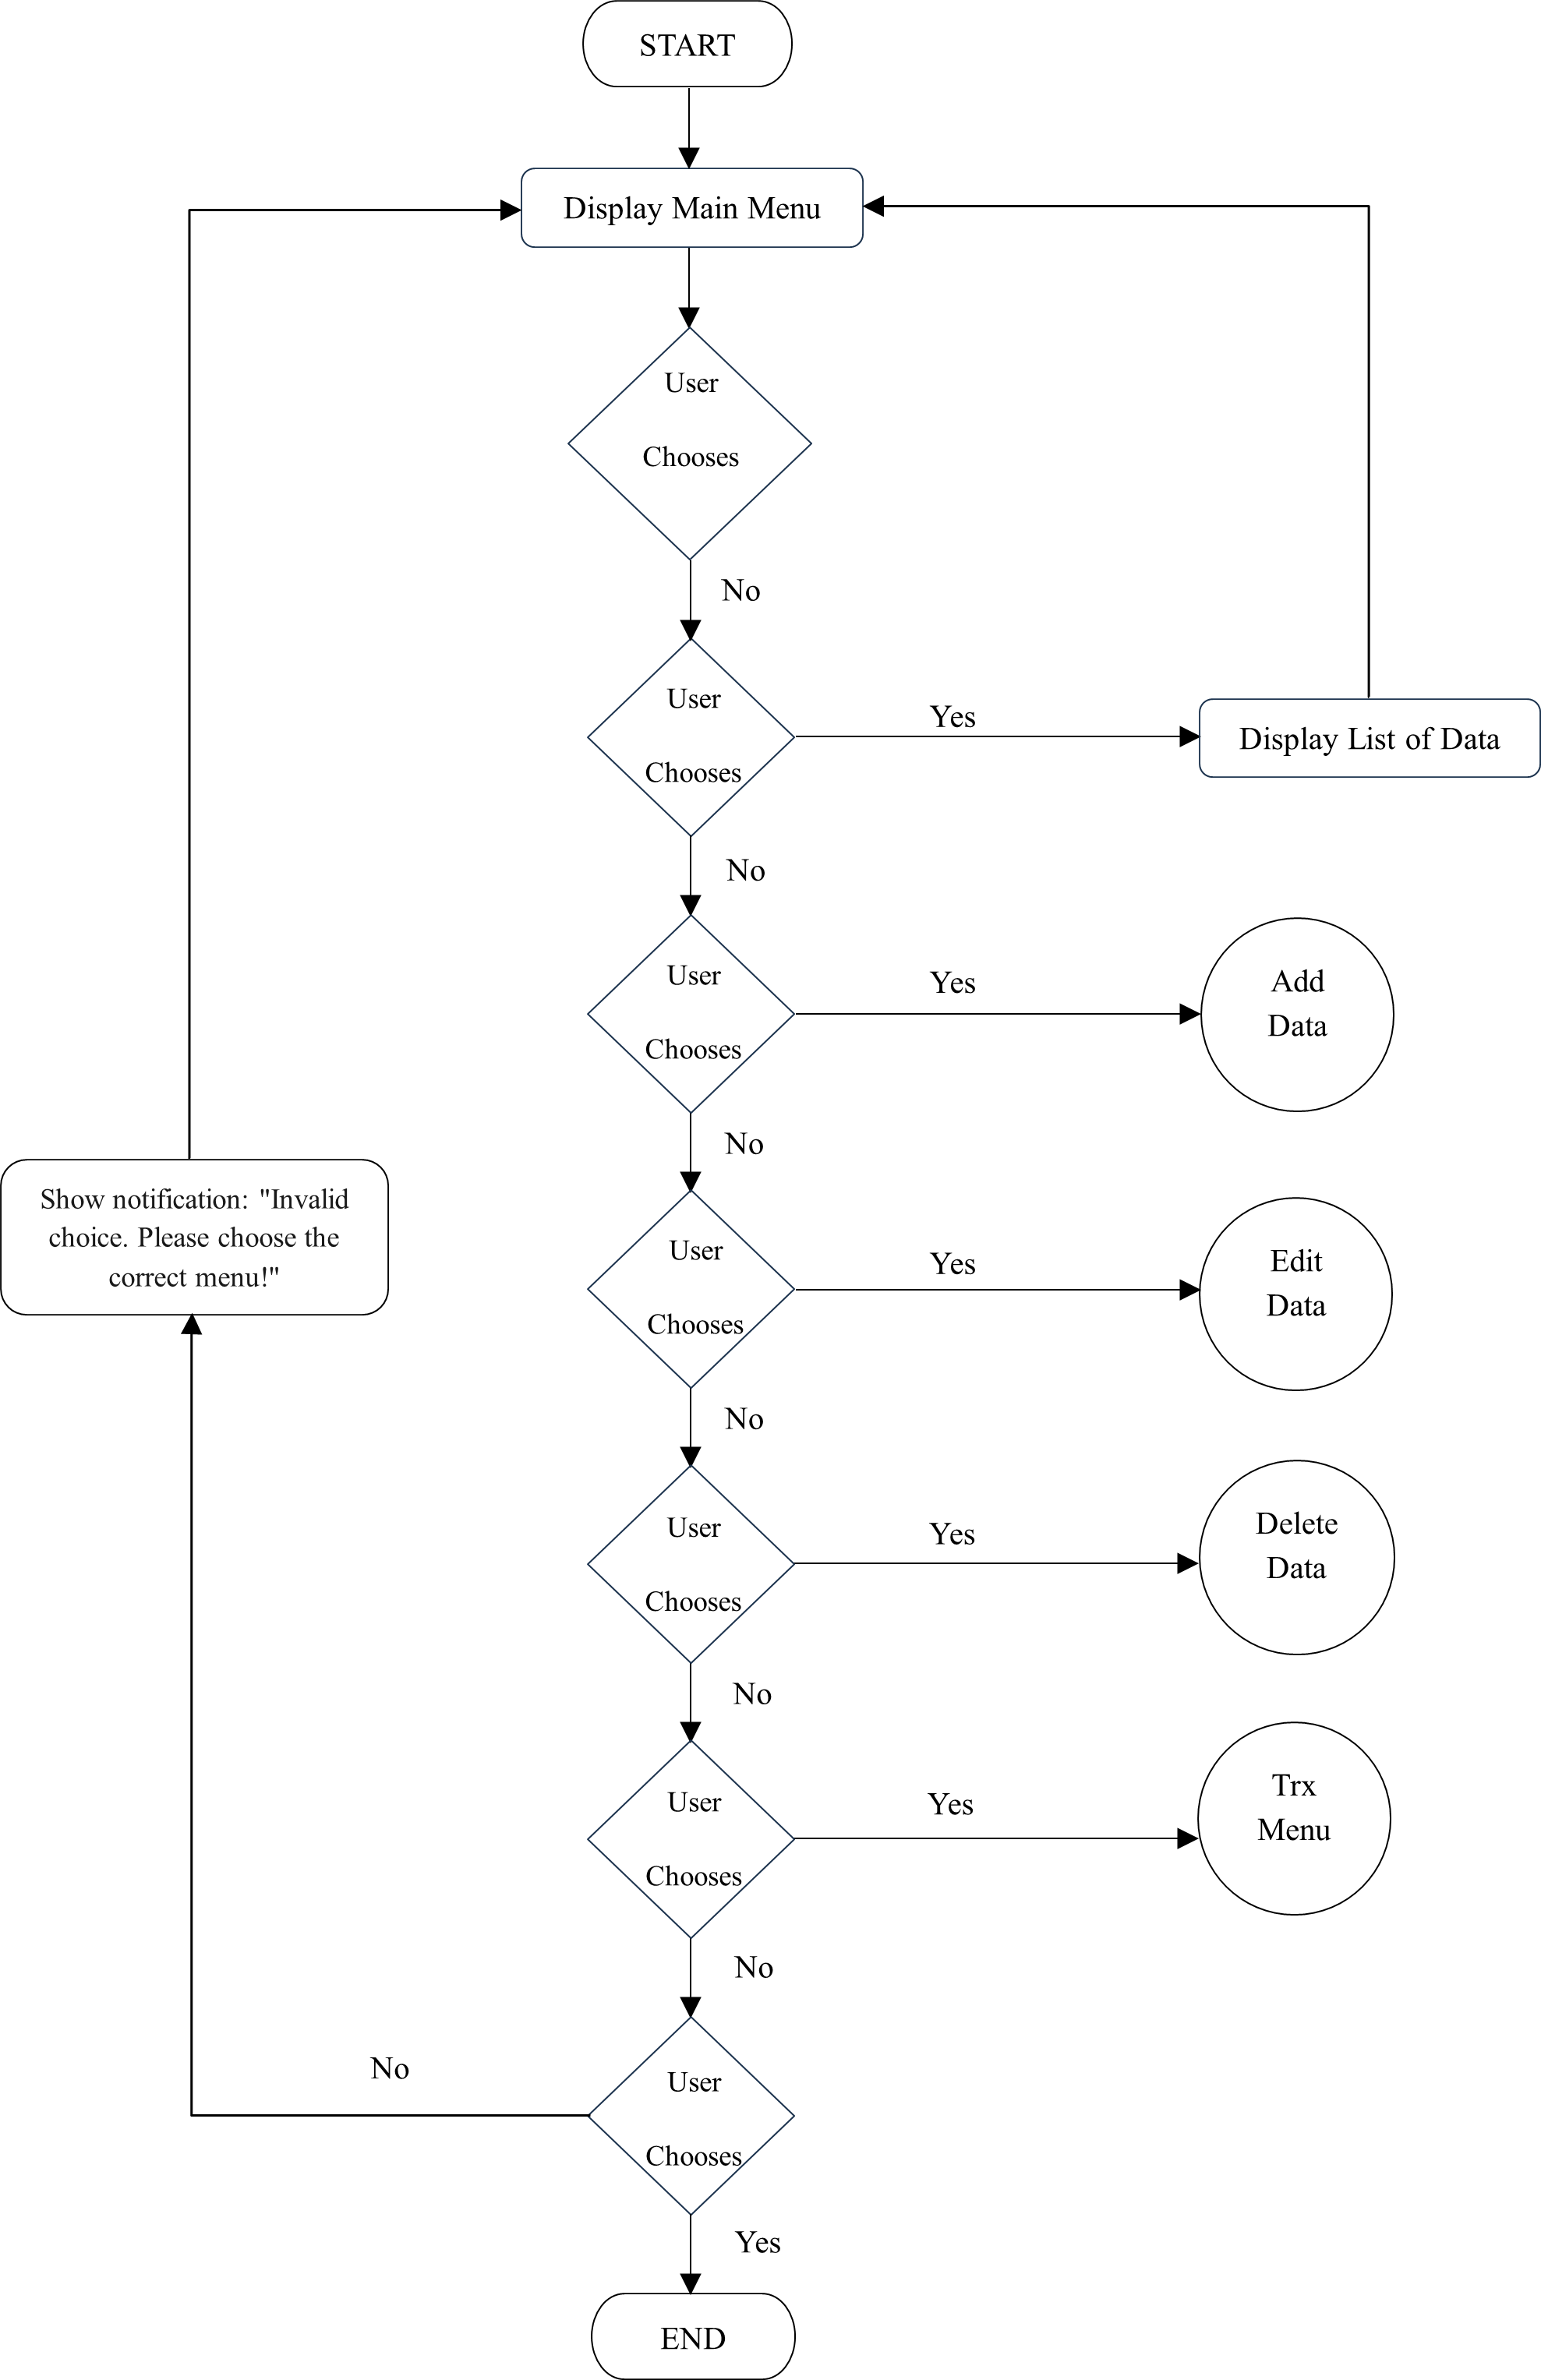 START
Display Main Menu
User
Chooses
No
User
Chooses
Yes
Display List of Data
No
User
Chooses
Yes
Add
Data
No
Show notification: "Invalid
choice. Please choose the
correct menu!"
User
Chooses
Yes
Edit
Data
No
User
Chooses
Yes
Delete
Data
No
User
Chooses
Yes
Trx
Menu
No
No
User
Chooses
Yes
END